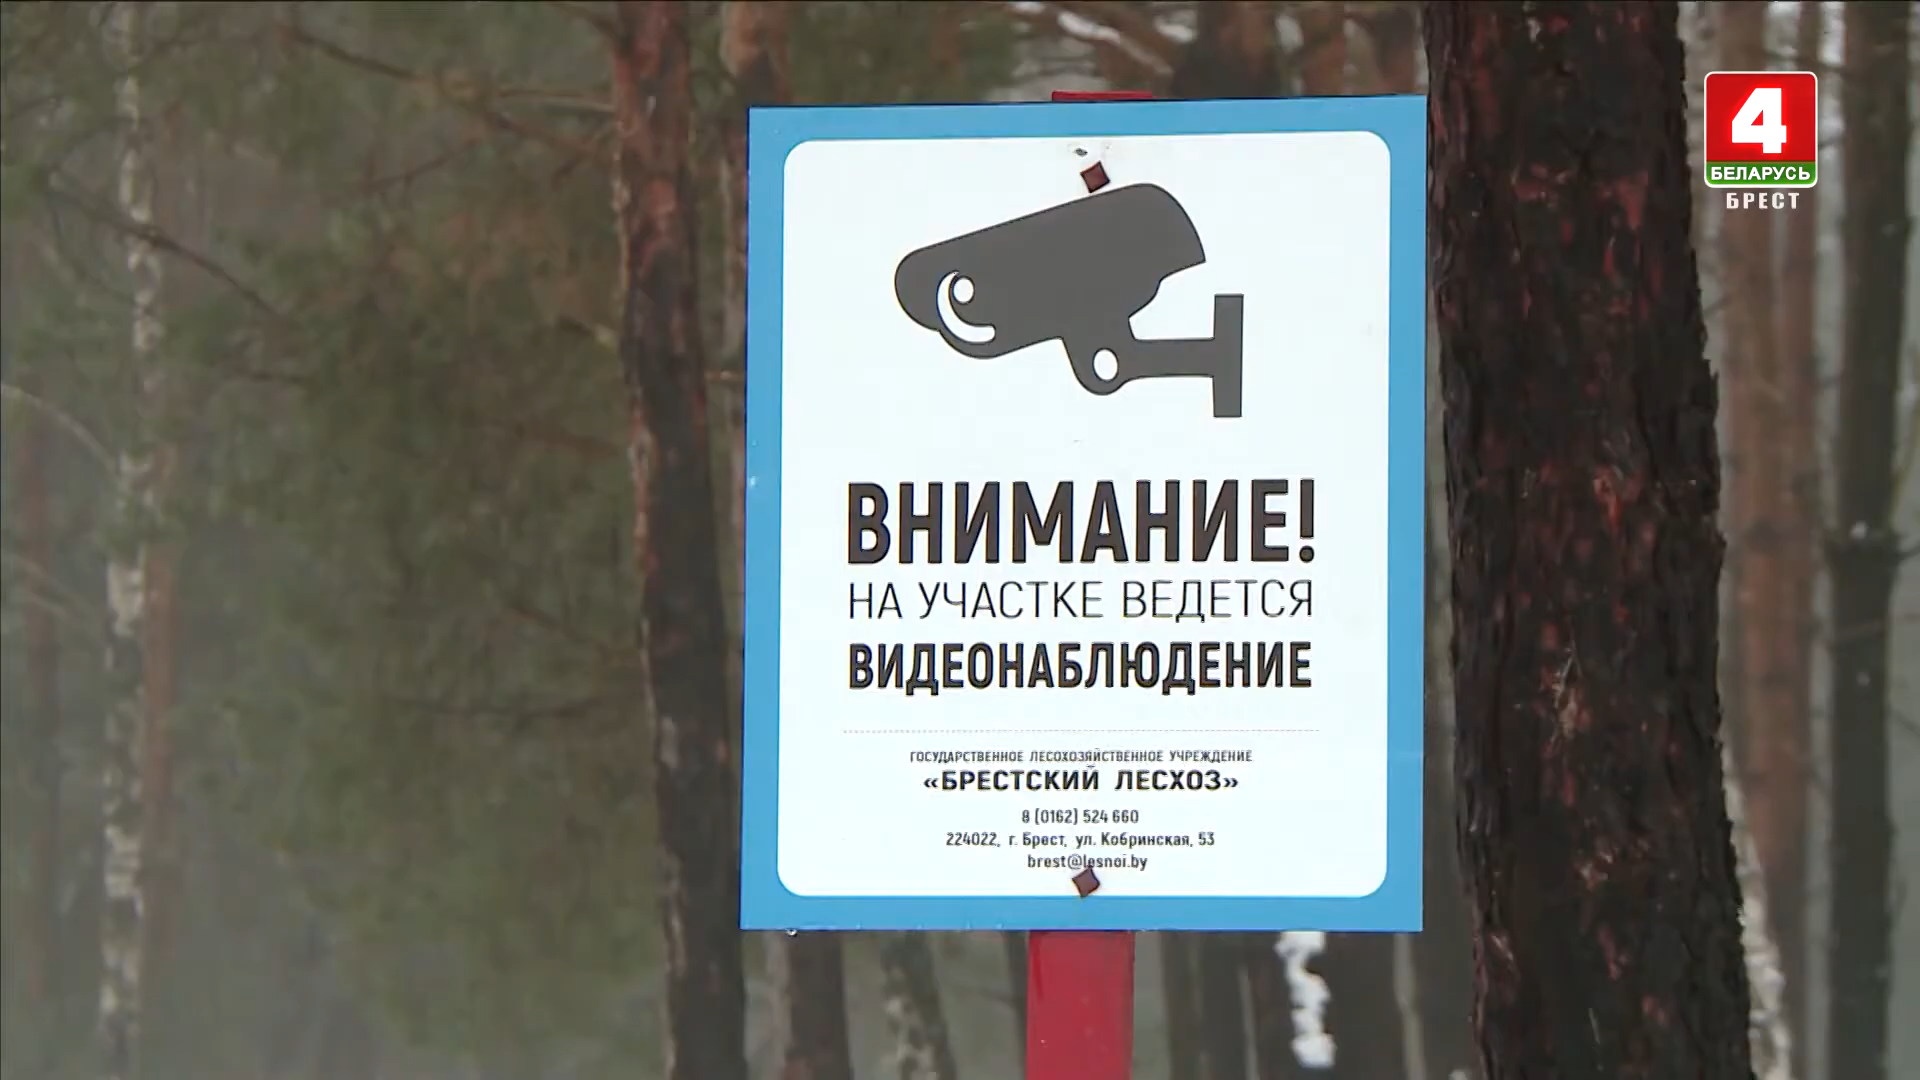 4
БЕЛАРУСЬ
БРЕСТ
ВНИМАНИЕ!
НА УЧАСТКЕ ВЕДЕТСЯ
ВИДЕОНАБЛЮДЕНИЕ
ГОСУДАРСТВЕННОЕ ЛЕСОХОЗЯЙСТВЕННОЕ УЧРЕЖДЕНИЕ
«БРЕСТСКИЙ ЛЕСХОЗ»
8 (0162) 524 660
224022, г. Брест, ул. Кобринская, 53
brest@lesnoi.by